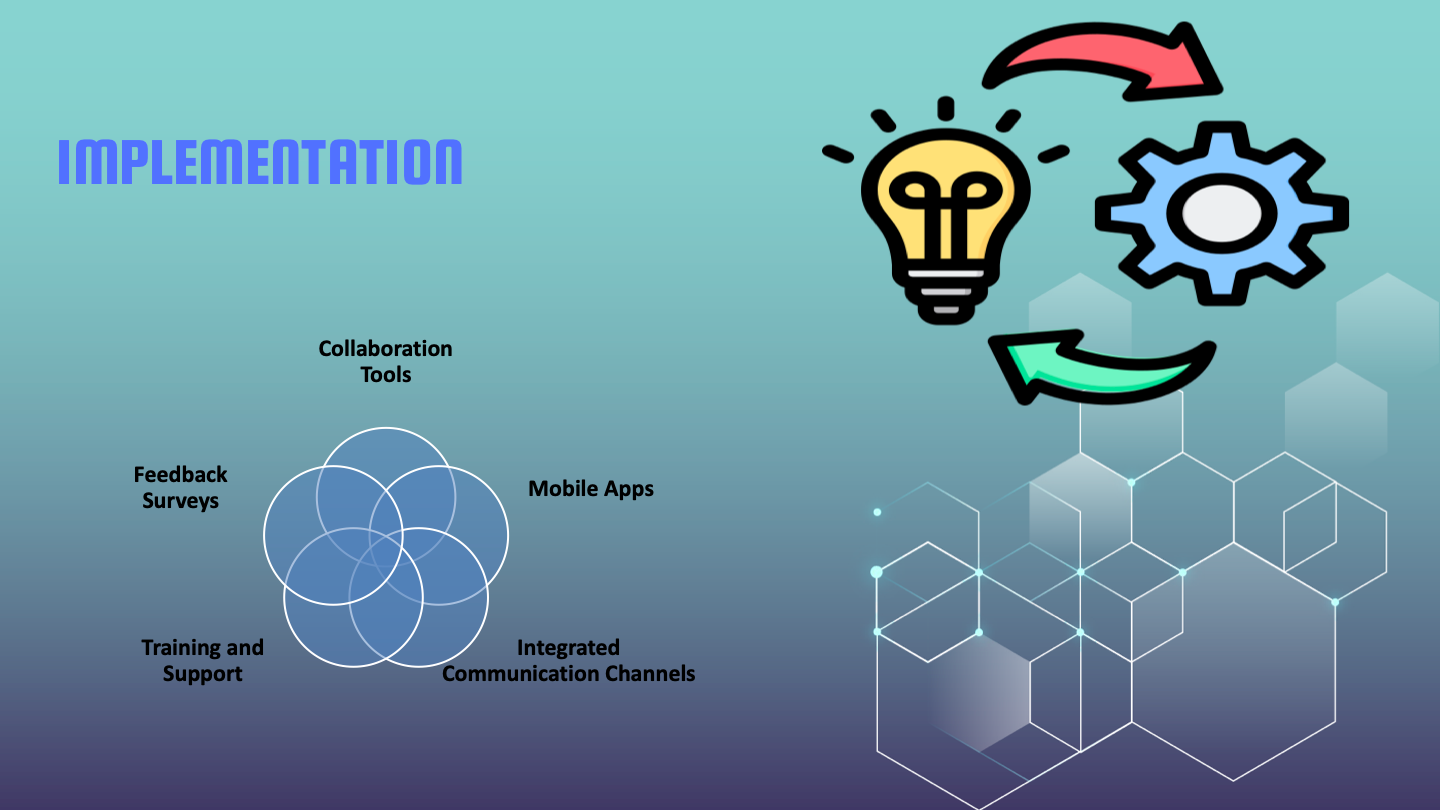 IMPLEMENTATION
Collaboration
Tools
Mobile Apps
Integrated
Communication Channels
Training and
Support
Feedback
Surveys